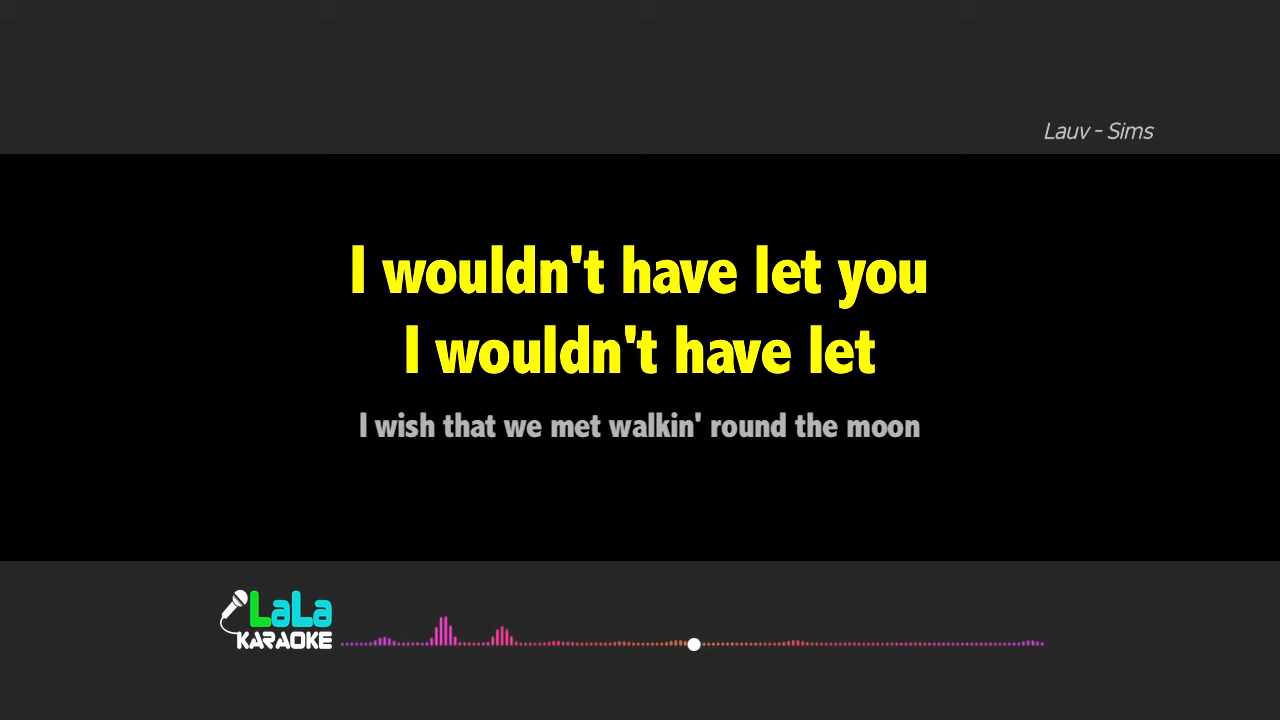 Lauv - Sims
I wouldn't have let you
I wouldn't have let
I wish that we met walkin' round the moon
LaLa
KARAOKE